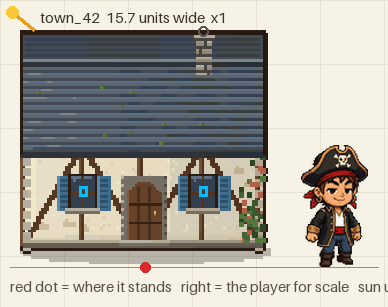 town_42 15.7 units wide x1
red dot = where it stands right = the player for scale sun